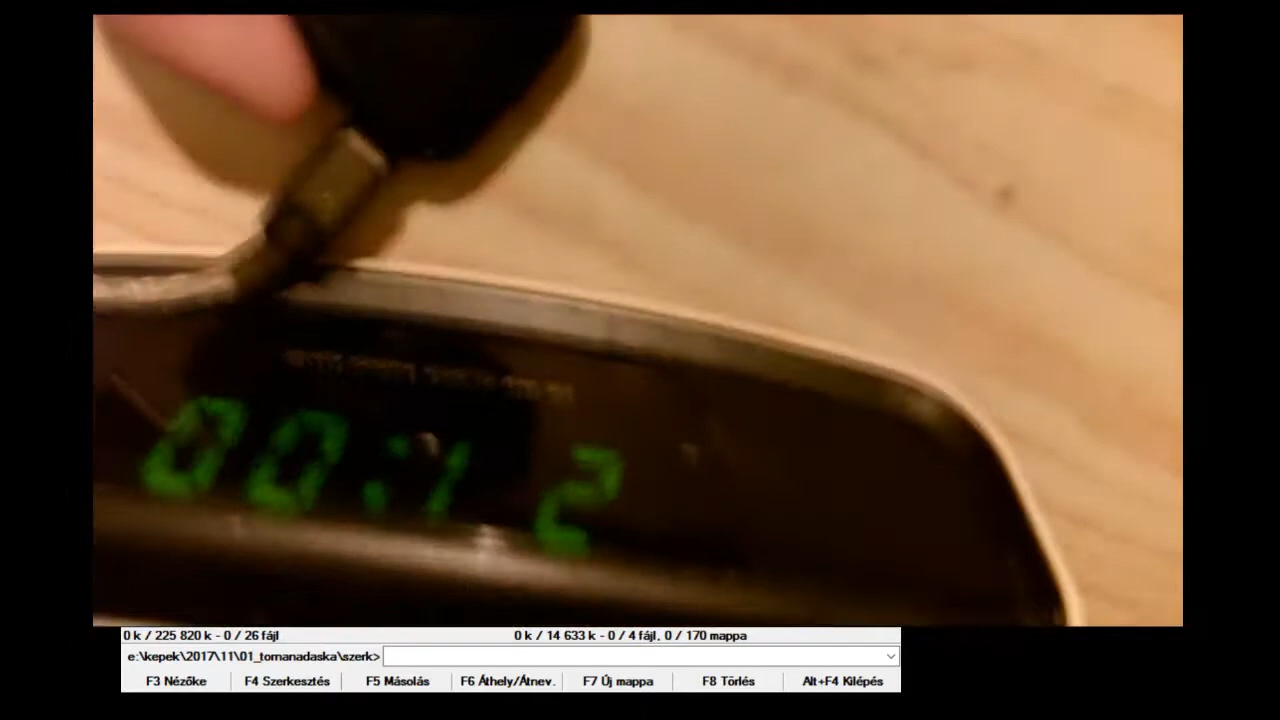 00:12
0 k / 225 820 k - 0 / 26 fájl
0 k / 14 633 k - 0 / 4 fájl, 0 / 170 mappa
e:\kepek\2017\11\01_tornanadaska\szerk>
F3 Nézőke
F4 Szerkesztés
F5 Másolás
F6 Áthely/Átnev.
F7 Új mappa
F8 Törlés
Alt+F4 Kilépés